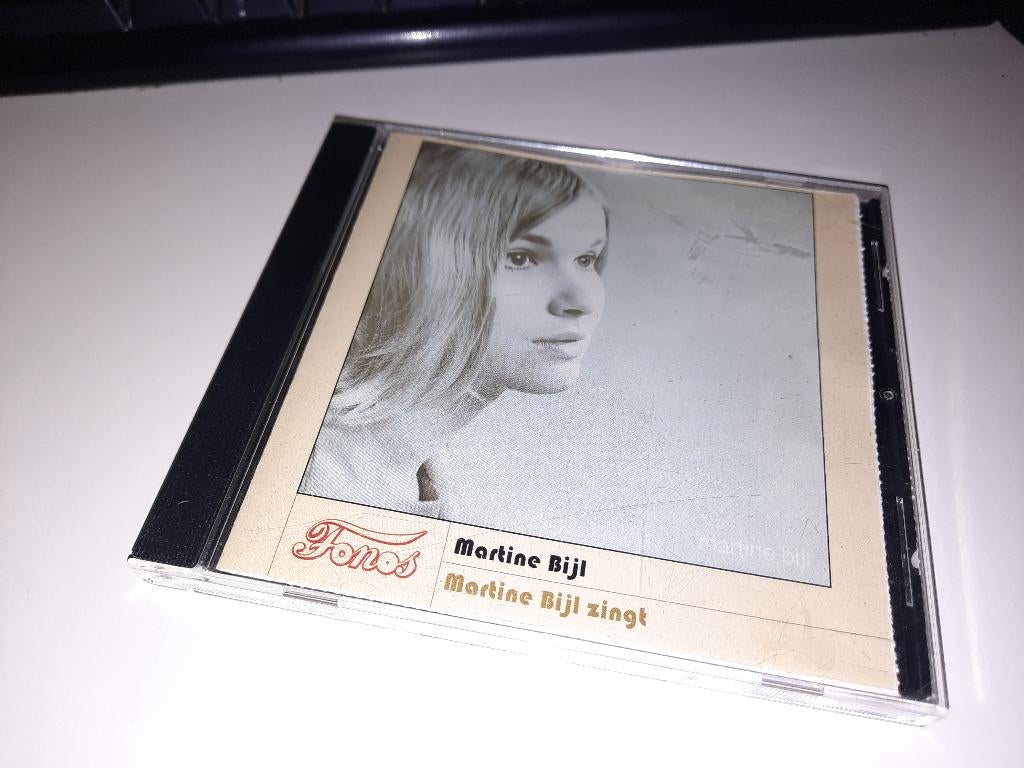 martine bijl
Fonos
Martine Bijl
Martine Bijl zingt